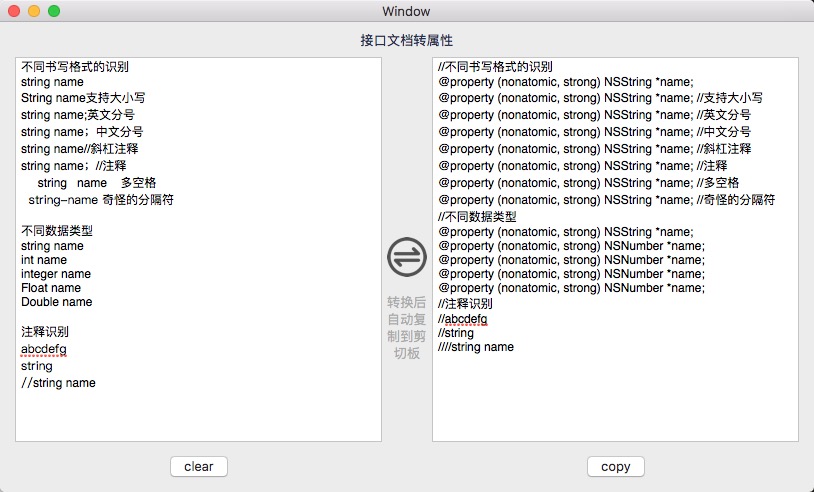 Window
接口文档转属性
不同书写格式的识别
string name
String name支持大小写
string name;英文分号
string name；中文分号
string name//斜杠注释
string name；//注释
string name 多空格
string-name 奇怪的分隔符
不同数据类型
string name
int name
integer name
Float name
Double name
注释识别
abcdefg
string
//string name
转换后
自动复
制到剪
切板
//不同书写格式的识别
@property (nonatomic, strong) NSString *name;
@property (nonatomic, strong) NSString *name; //支持大小写
@property (nonatomic, strong) NSString *name; //英文分号
@property (nonatomic, strong) NSString *name; //中文分号
@property (nonatomic, strong) NSString *name; //斜杠注释
@property (nonatomic, strong) NSString *name; //注释
@property (nonatomic, strong) NSString *name; //多空格
@property (nonatomic, strong) NSString *name; //奇怪的分隔符
//不同数据类型
@property (nonatomic, strong) NSString *name;
@property (nonatomic, strong) NSNumber *name;
@property (nonatomic, strong) NSNumber *name;
@property (nonatomic, strong) NSNumber *name;
@property (nonatomic, strong) NSNumber *name;
//注释识别
//abcdefg
//string
////string name
clear
copy